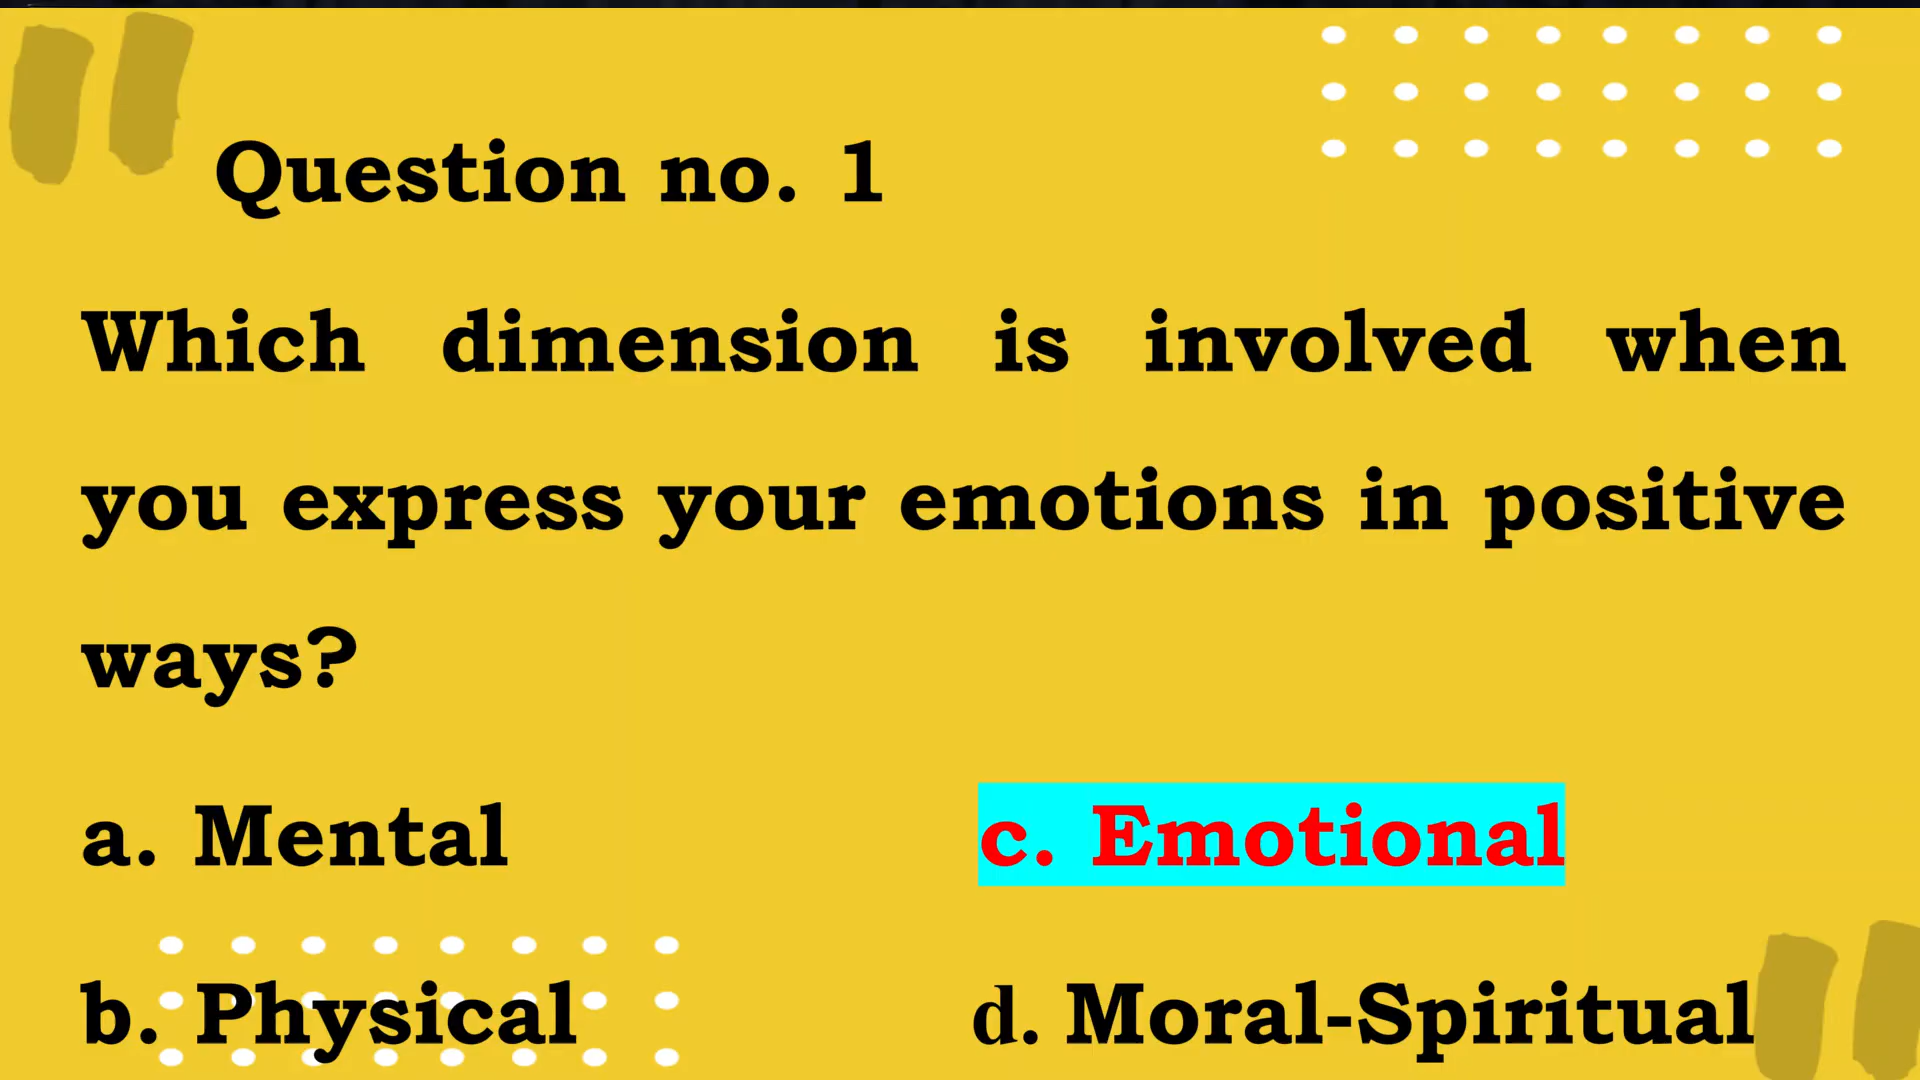 Question no. 1
Which dimension is involved when
you express your emotions in positive
ways?
a. Mental
c. Emotional
b. Physical
d. Moral-Spiritual